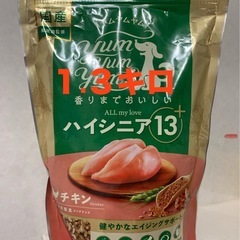 国産
yum
yum
yum
13キロ
香りまでおいしい
ALL my love
ハイシニア13+
チキン
健やかなエイジングサポート